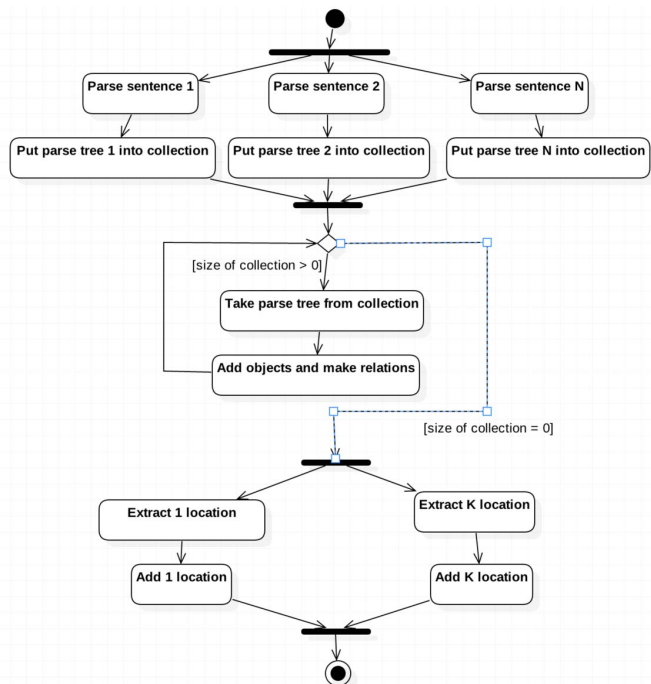 Parse sentence 1
Parse sentence 2
Parse sentence N
Put parse tree 1 into collection
Put parse tree 2 into collection
Put parse tree N into collection
[size of collection > 0]
Take parse tree from collection
Add objects and make relations
[size of collection = 0]
Extract 1 location
Extract K location
Add 1 location
Add K location